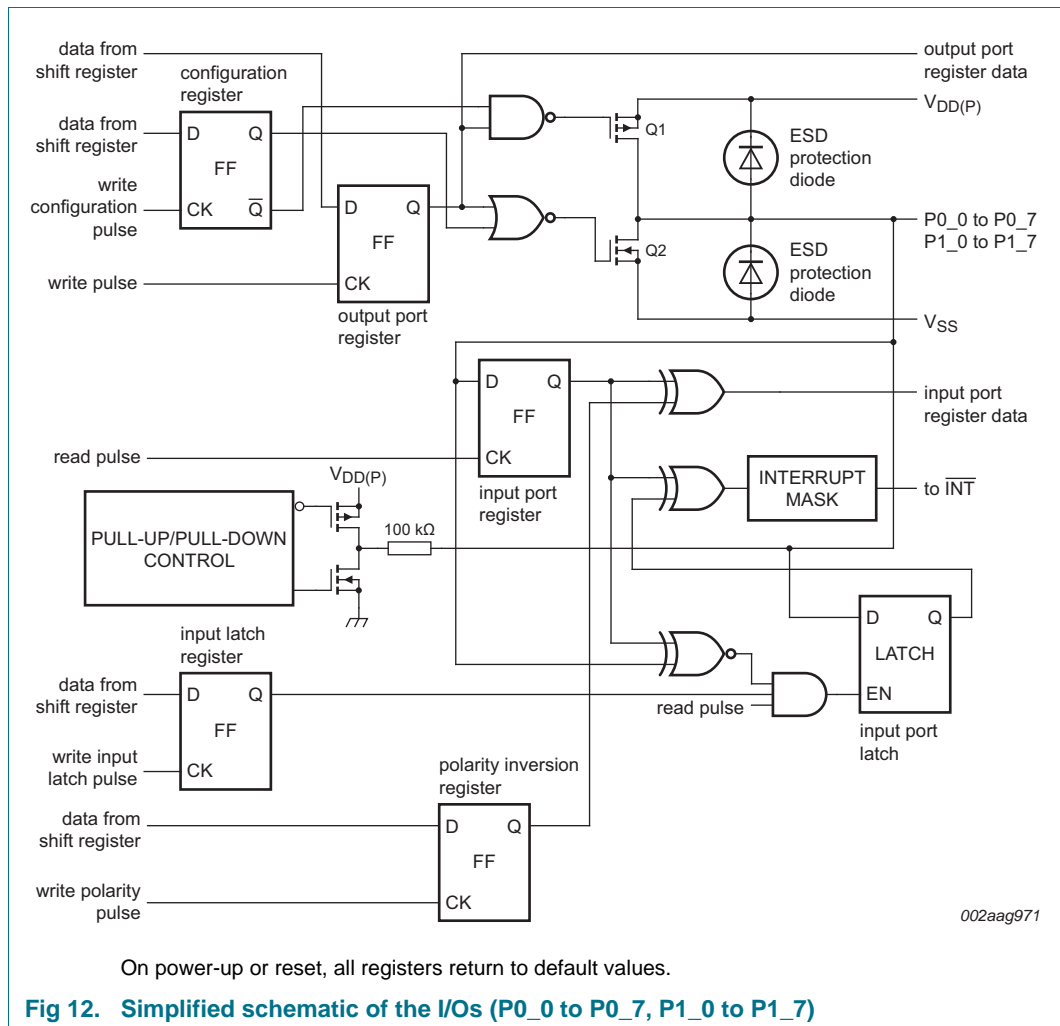 data from
shift register
configuration
register
data from
shift register
write
configuration
pulse
D
Q
FF
CK
Q̅
D
Q
FF
CK
write pulse
output port
register
Q1
Q2
output port
register data
V_DD(P)
ESD
protection
diode
P0_0 to P0_7
P1_0 to P1_7
ESD
protection
diode
V_SS
D
Q
FF
CK
read pulse
input port
register
input port
register data
INTERRUPT
MASK
to I̅N̅T̅
V_DD(P)
PULL-UP/PULL-DOWN
CONTROL
100 kΩ
D
Q
LATCH
EN
input port
latch
read pulse
input latch
register
data from
shift register
D
Q
FF
write input
latch pulse
CK
polarity inversion
register
data from
shift register
D
Q
FF
write polarity
pulse
CK
002aag971
On power-up or reset, all registers return to default values.
Fig 12. Simplified schematic of the I/Os (P0_0 to P0_7, P1_0 to P1_7)